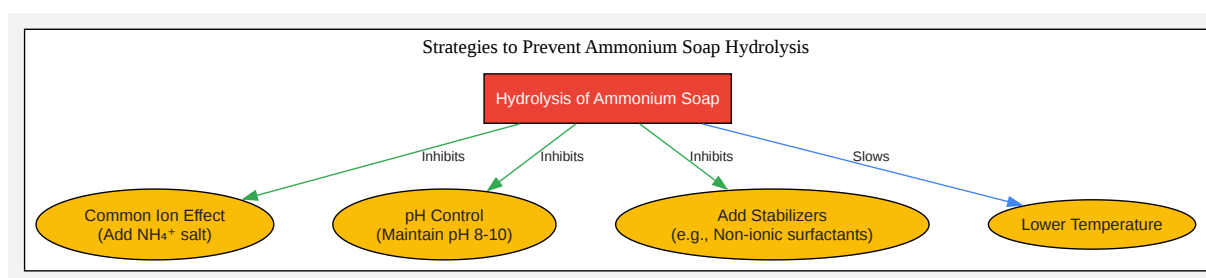 Strategies to Prevent Ammonium Soap Hydrolysis
Hydrolysis of Ammonium Soap
Inhibits
Inhibits
Inhibits
Slows
Common Ion Effect
(Add NH₄⁺ salt)
pH Control
(Maintain pH 8-10)
Add Stabilizers
(e.g., Non-ionic surfactants)
Lower Temperature